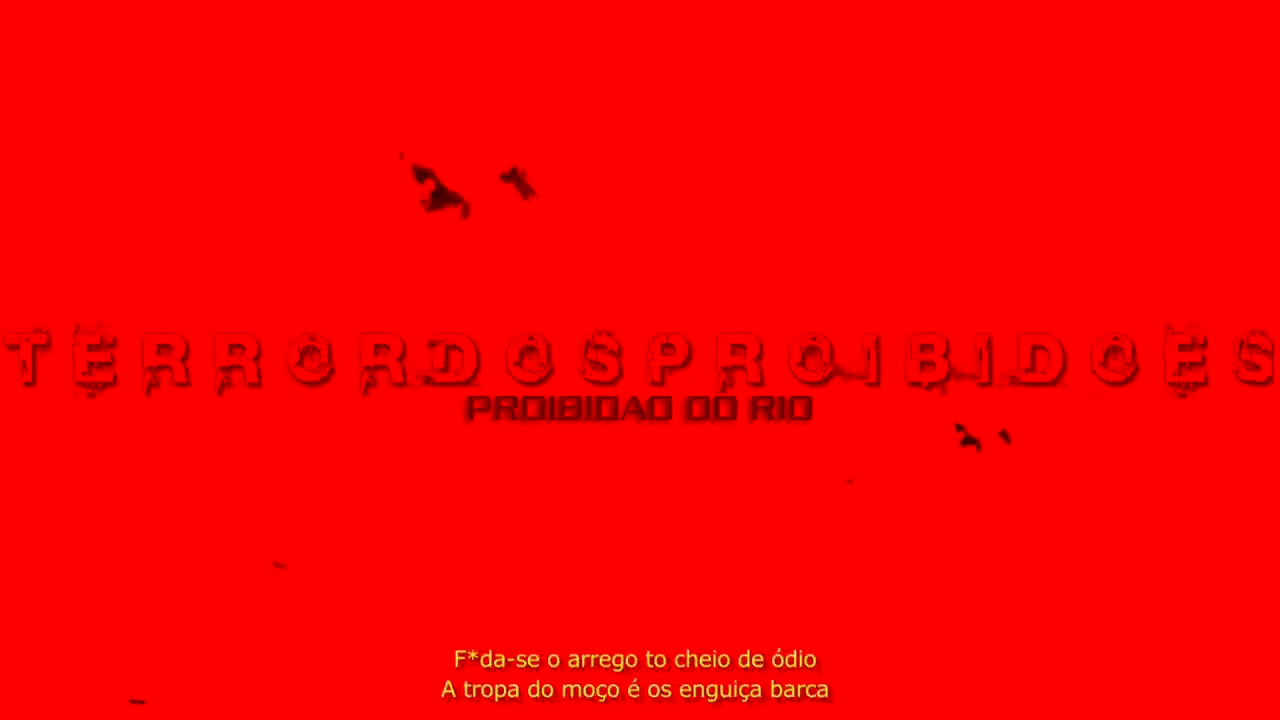 TERRORDOSPROIBIDOES
PROIBIDAO DO RIO
F*da-se o arrego to cheio de ódio
A tropa do moço é os enguiça barca